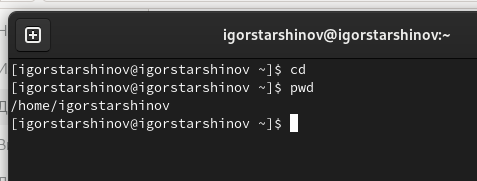 igorstarshinov@igorstarshinov:~
[igorstarshinov@igorstarshinov ~]$ cd
[igorstarshinov@igorstarshinov ~]$ pwd
/home/igorstarshinov
[igorstarshinov@igorstarshinov ~]$